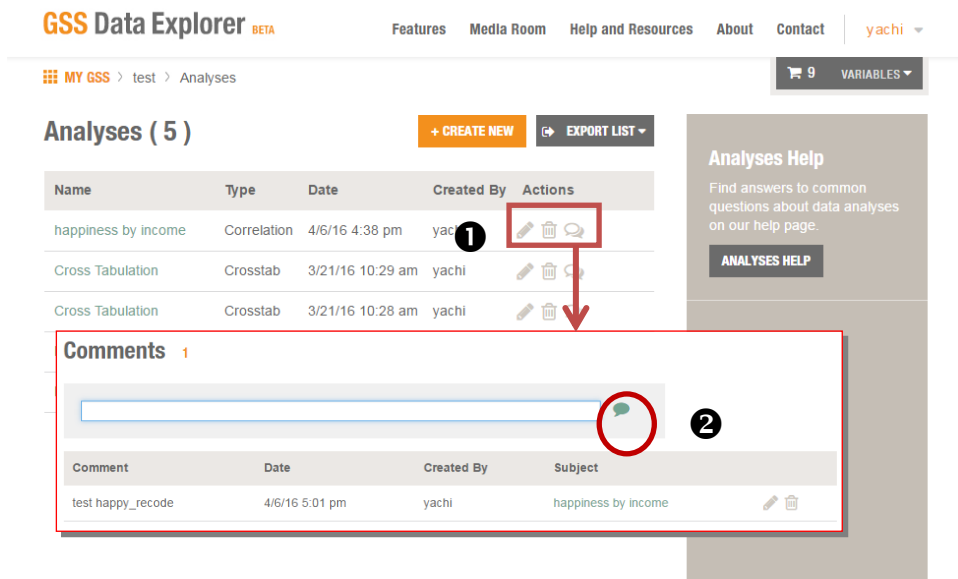 GSS Data Explorer BETA
Features Media Room Help and Resources About Contact yachi
MY GSS > test > Analyses
9 VARIABLES
Analyses ( 5 )
+ CREATE NEW
EXPORT LIST
Name Type Date Created By Actions
happiness by income Correlation 4/6/16 4:38 pm
1
Cross Tabulation Crosstab 3/21/16 10:29 am yachi
Cross Tabulation Crosstab 3/21/16 10:28 am yachi
Analyses Help
Find answers to common
questions about data analyses
on our help page.
ANALYSES HELP
Comments 1
2
Comment Date Created By Subject
test happy_recode 4/6/16 5:01 pm yachi happiness by income